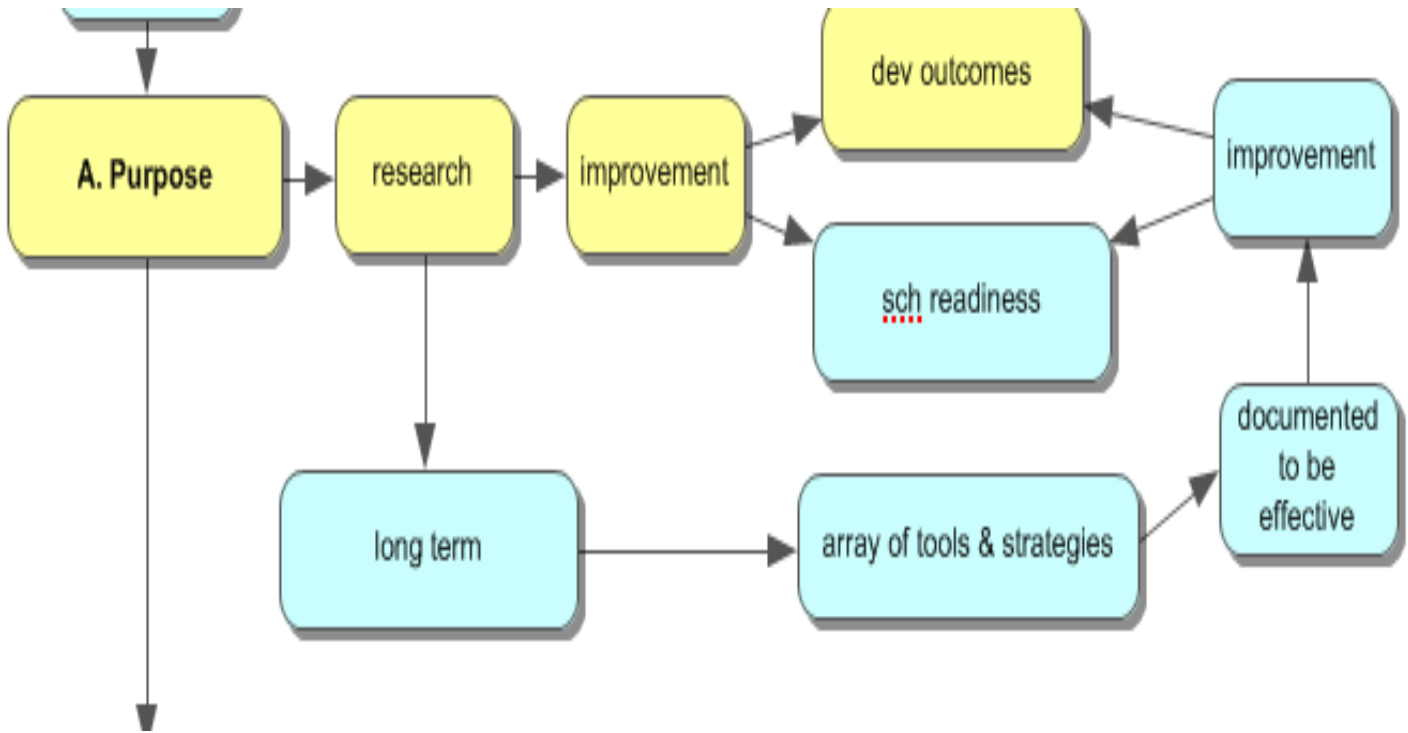 dev outcomes
A. Purpose
research
improvement
improvement
sch readiness
documented
to be
effective
long term
array of tools & strategies